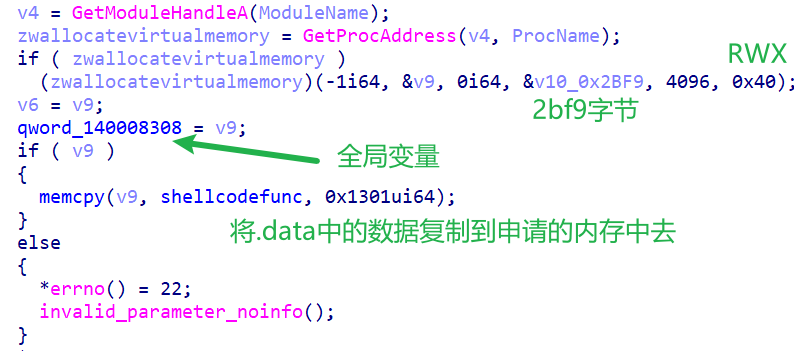 v4 = GetModuleHandleA(ModuleName);
zwallocatevirtualmemory = GetProcAddress(v4, ProcName);
if ( zwallocatevirtualmemory )
RWX
(zwallocatevirtualmemory)(-1i64, &v9, 0i64, &v10_0x2BF9, 4096, 0x40);
v6 = v9;
2bf9字节
qword_140008308 = v9;
if ( v9 )
全局变量
{
memcpy(v9, shellcodefunc, 0x1301ui64);
}
将.data中的数据复制到申请的内存中去
else
{
*errno() = 22;
invalid_parameter_noinfo();
}